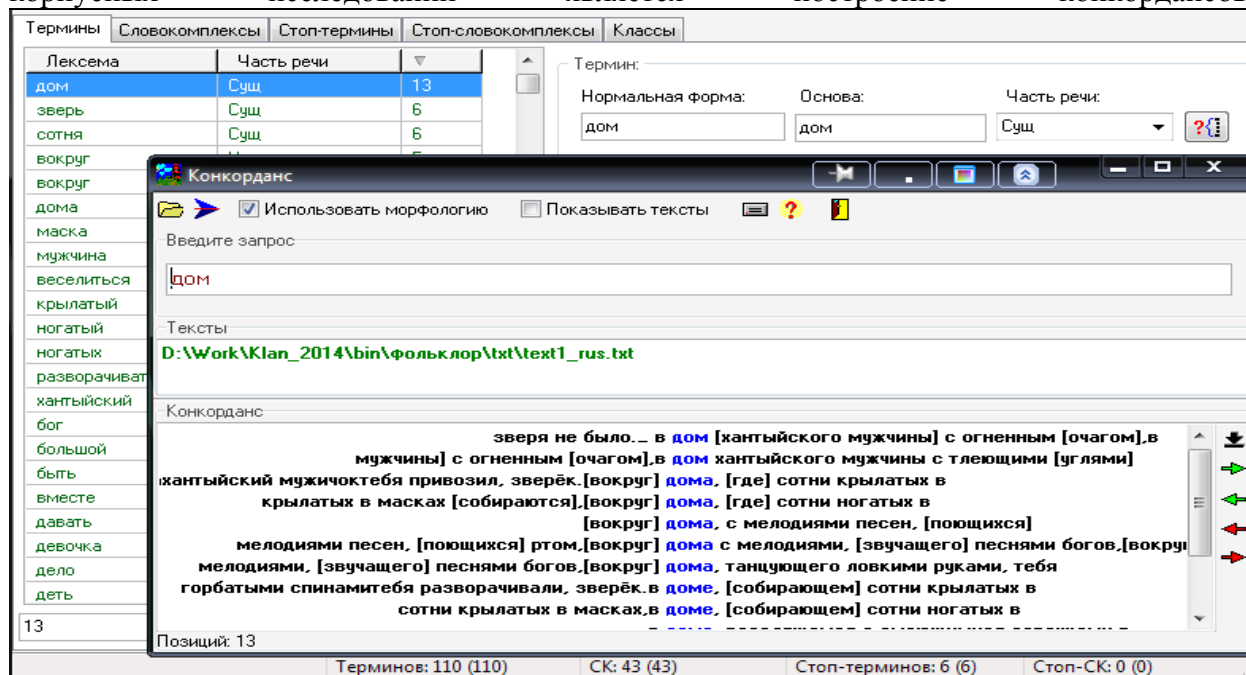 корпусных исследований является построение конкордансов
Термины Словокомплексы Стоп-термины Стоп-словокомплексы Классы
Лексема Часть речи
дом Сущ 13
зверь Сущ 6
сотня Сущ 6
вокруг
вокруг
дома
маска
мужчина
веселиться
крылатый
ногатый
ногатых
разворачиват
хантыйский
бог
большой
быть
вместе
давать
девочка
дело
деть
13
Термин:
Нормальная форма: Основа: Часть речи:
дом дом Сущ
Конкорданс
Использовать морфологию Показывать тексты
Введите запрос
дом
Тексты
D:\Work\Klan_2014\bin\фольклор\txt\text1_rus.txt
Конкорданс
зверя не было._ в дом [хантыйского мужчины] с огненным [очагом],в
мужчины] с огненным [очагом],в дом хантыйского мужчины с тлеющими [углями]
хантыйский мужичоктебя привозил, зверёк.[вокруг] дома, [где] сотни крылатых в
крылатых в масках [собираются],[вокруг] дома, [где] сотни ногатых в
[вокруг] дома, с мелодиями песен, [поющихся]
мелодиями песен, [поющихся] ртом,[вокруг] дома с мелодиями, [звучащего] песнями богов,[вокруг
мелодиями, [звучащего] песнями богов,[вокруг] дома, танцующего ловкими руками, тебя
горбатыми спинамитебя разворачивали, зверёк.в доме, [собирающем] сотни крылатых в
сотни крылатых в масках,в доме, [собирающем] сотни ногатых в
Позиций: 13
Терминов: 110 (110) СК: 43 (43) Стоп-терминов: 6 (6) Стоп-СК: 0 (0)